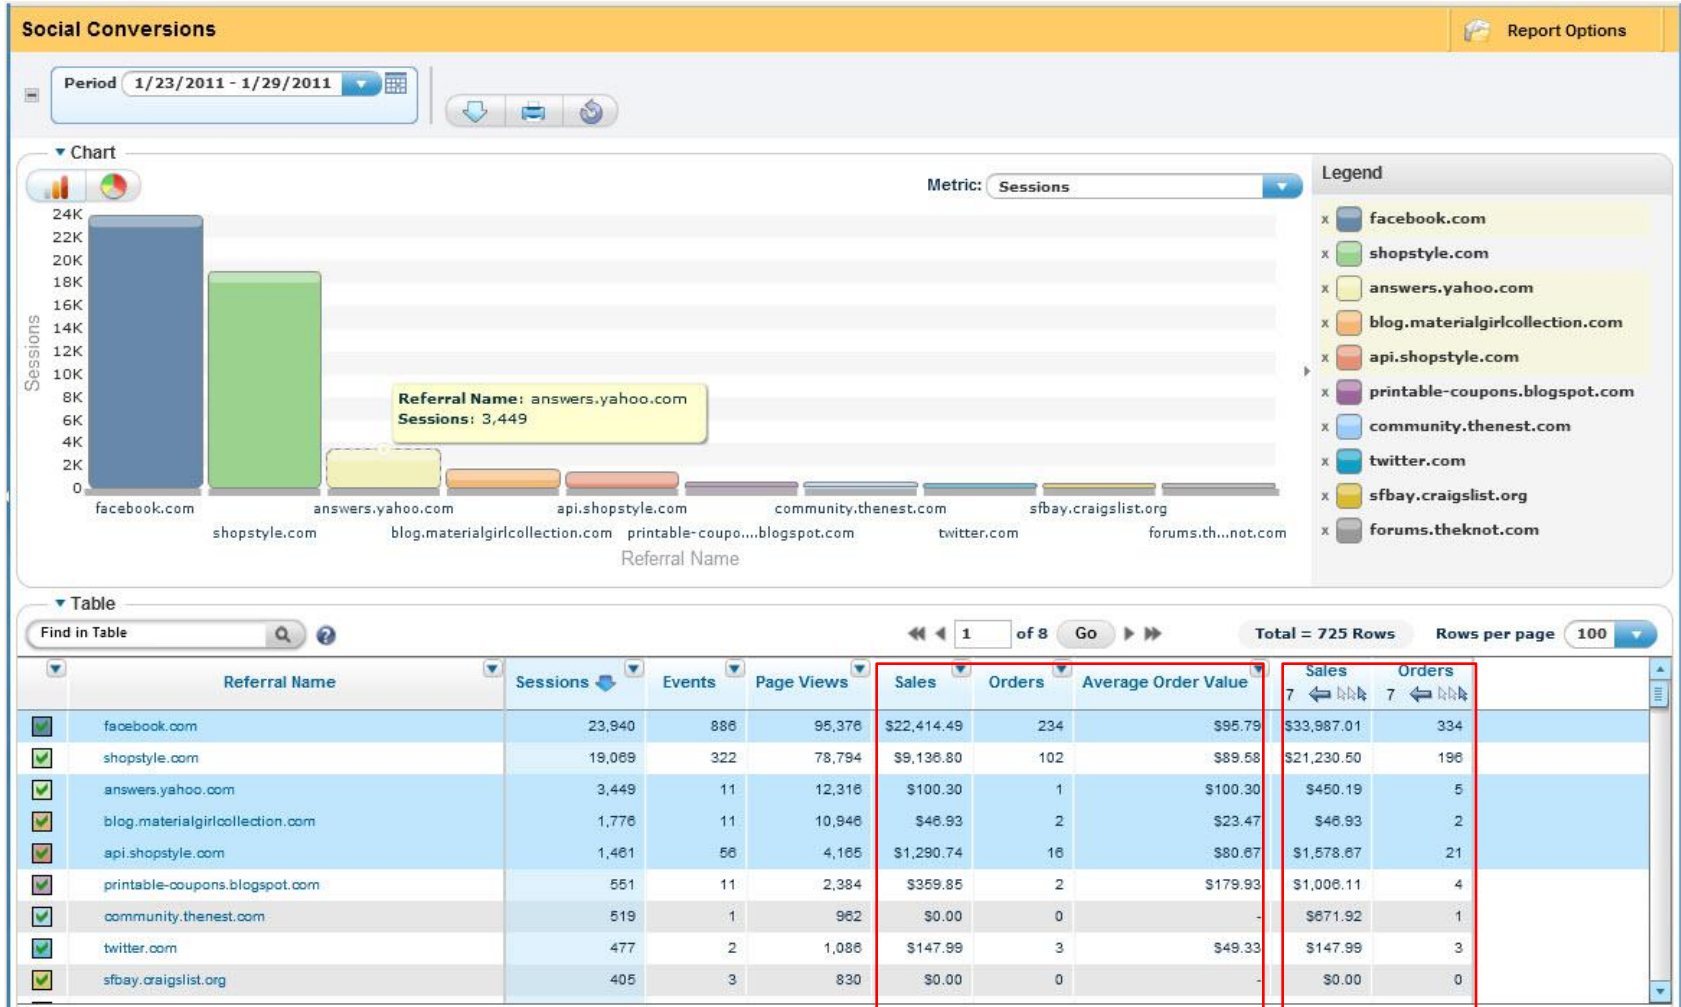 Social Conversions
Report Options
Period 1/23/2011 - 1/29/2011
Chart
Metric: Sessions
Legend
24K
22K
20K
18K
16K
14K
12K
10K
8K
6K
4K
2K
0
Sessions
Referral Name: answers.yahoo.com
Sessions: 3,449
facebook.com answers.yahoo.com api.shopstyle.com community.thenest.com sfbay.craigslist.org
shopstyle.com blog.materialgirlcollection.com printable-coupo....blogspot.com twitter.com forums.th...not.com
Referral Name
x facebook.com
x shopstyle.com
x answers.yahoo.com
x blog.materialgirlcollection.com
x api.shopstyle.com
x printable-coupons.blogspot.com
x community.thenest.com
x twitter.com
x sfbay.craigslist.org
x forums.theknot.com
Table
Find in Table ? 1 of 8 Go Total = 725 Rows Rows per page 100
Referral Name Sessions Events Page Views Sales Orders Average Order Value Sales 7 Orders 7
facebook.com 23,940 886 95,376 $22,414.49 234 $95.79 $33,987.01 334
shopstyle.com 19,069 322 78,794 $9,136.80 102 $89.58 $21,230.50 196
answers.yahoo.com 3,449 11 12,316 $100.30 1 $100.30 $450.19 5
blog.materialgirlcollection.com 1,776 11 10,946 $46.93 2 $23.47 $46.93 2
api.shopstyle.com 1,461 56 4,165 $1,290.74 16 $80.67 $1,578.67 21
printable-coupons.blogspot.com 551 11 2,384 $359.85 2 $179.93 $1,006.11 4
community.thenest.com 519 1 962 $0.00 0 - $671.92 1
twitter.com 477 2 1,086 $147.99 3 $49.33 $147.99 3
sfbay.craigslist.org 405 3 830 $0.00 0 - $0.00 0